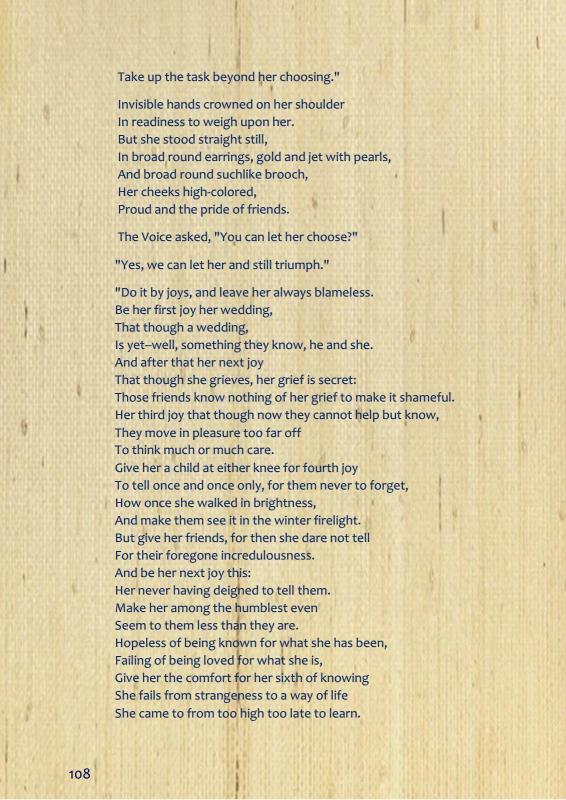 Take up the task beyond her choosing."
Invisible hands crowned on her shoulder
In readiness to weigh upon her.
But she stood straight still,
In broad round earrings, gold and jet with pearls,
And broad round suchlike brooch,
Her cheeks high-colored,
Proud and the pride of friends.
The Voice asked, "You can let her choose?"
"Yes, we can let her and still triumph."
"Do it by joys, and leave her always blameless.
Be her first joy her wedding,
That though a wedding,
Is yet--well, something they know, he and she.
And after that her next joy
That though she grieves, her grief is secret:
Those friends know nothing of her grief to make it shameful.
Her third joy that though now they cannot help but know,
They move in pleasure too far off
To think much or much care.
Give her a child at either knee for fourth joy
To tell once and once only, for them never to forget,
How once she walked in brightness,
And make them see it in the winter firelight.
But give her friends, for then she dare not tell
For their foregone incredulousness.
And be her next joy this:
Her never having deigned to tell them.
Make her among the humblest even
Seem to them less than they are.
Hopeless of being known for what she has been,
Failing of being loved for what she is,
Give her the comfort for her sixth of knowing
She fails from strangeness to a way of life
She came to from too high too late to learn.
108